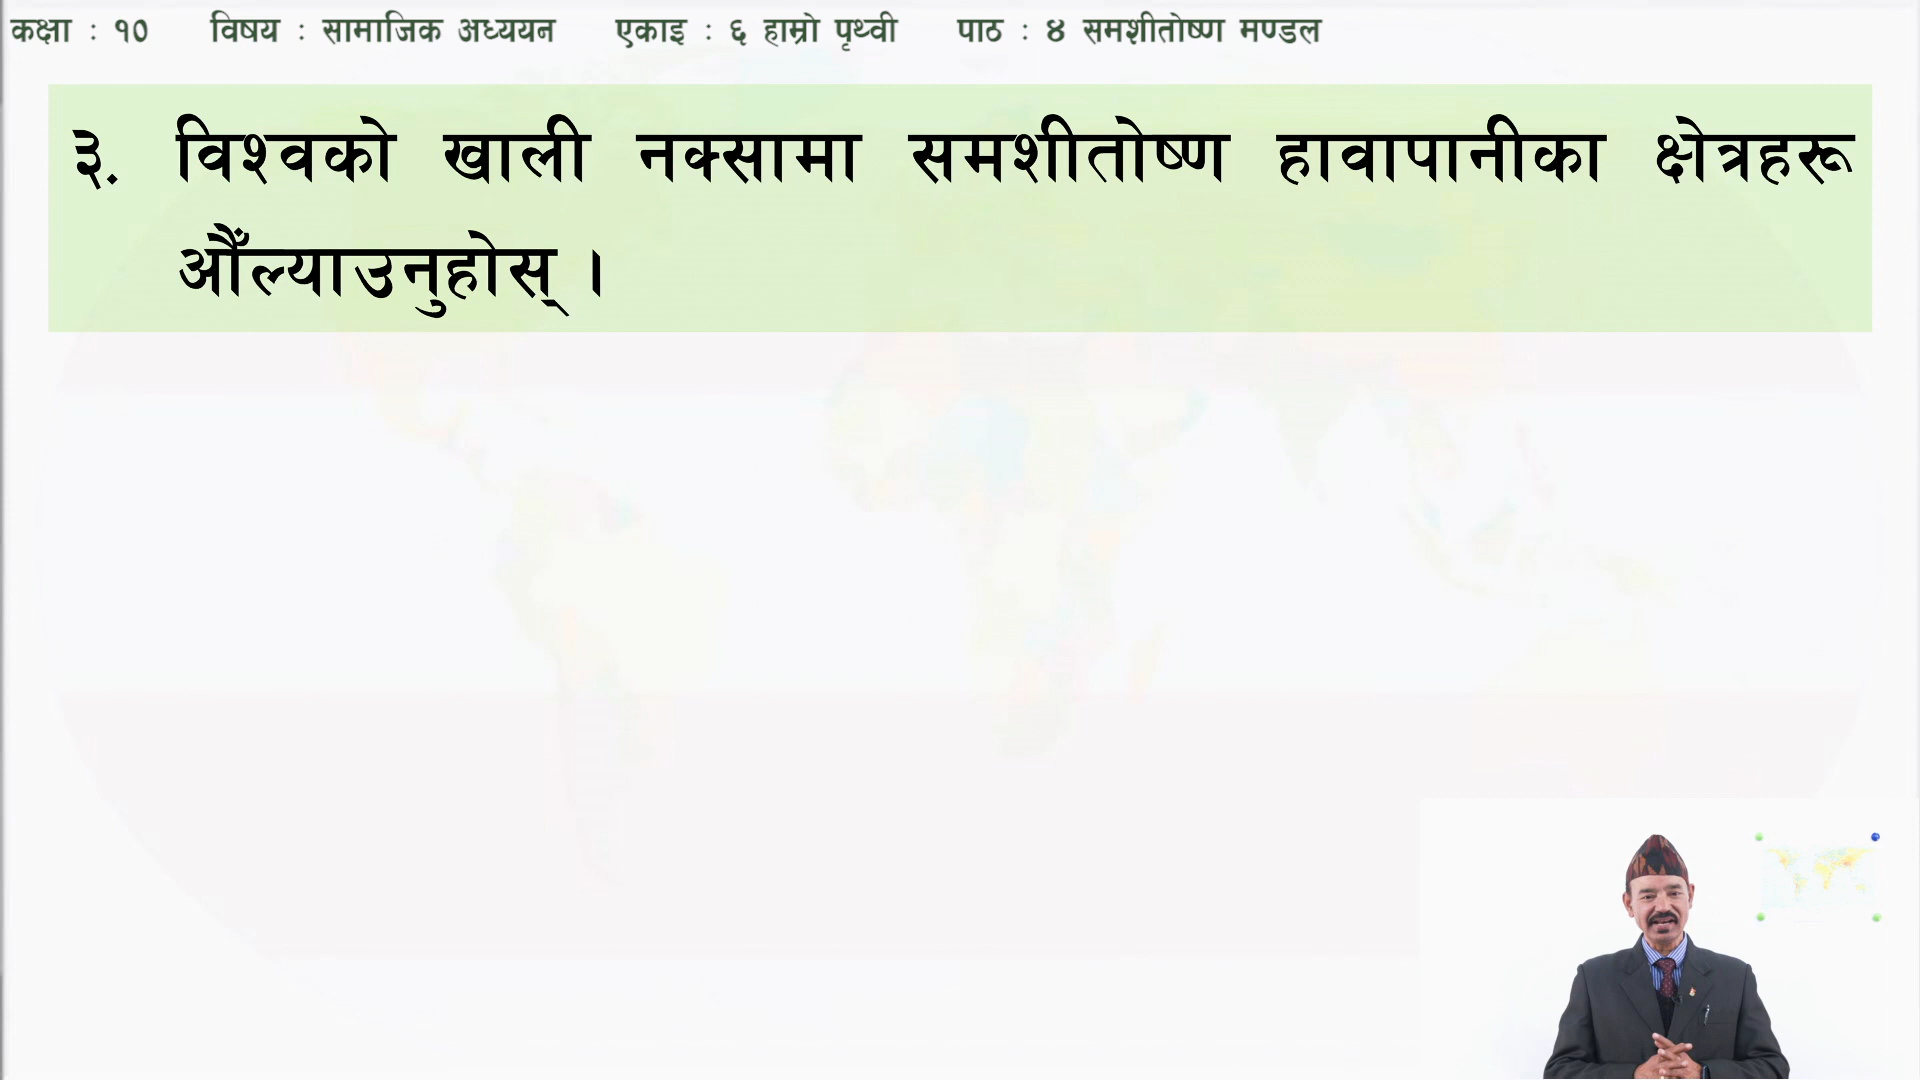 कक्षा : १० विषय : सामाजिक अध्ययन एकाइ : ६ हाम्रो पृथ्वी पाठ : ४ समशीतोष्ण मण्डल
३. विश्वको खाली नक्सामा समशीतोष्ण हावापानीका क्षेत्रहरू
औँल्याउनुहोस् ।